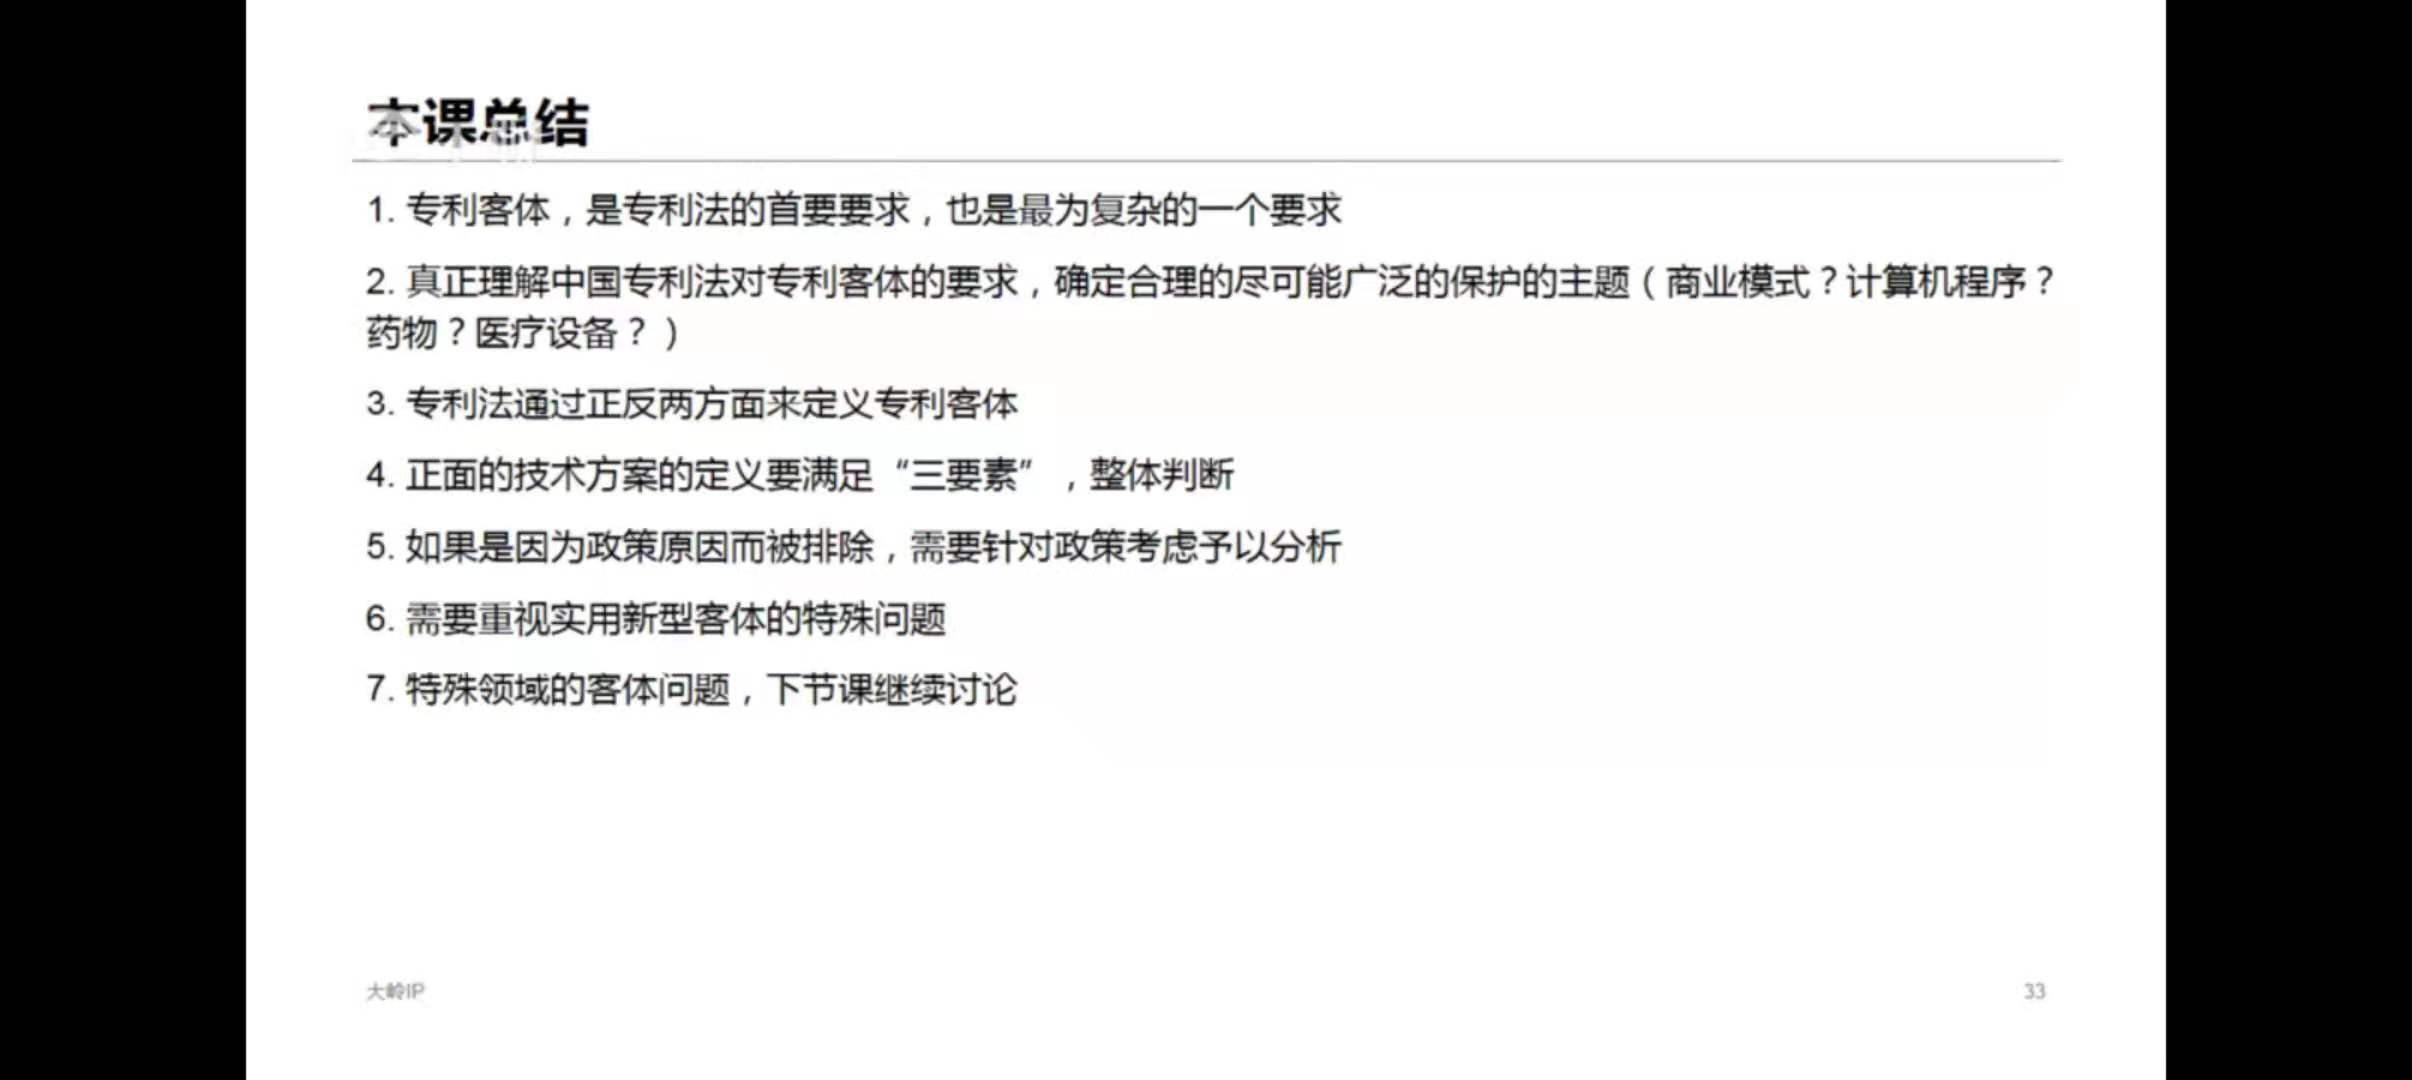 本课总结
1. 专利客体，是专利法的首要要求，也是最为复杂的一个要求
2. 真正理解中国专利法对专利客体的要求，确定合理的尽可能广泛的保护的主题（商业模式？计算机程序？
药物？医疗设备？）
3. 专利法通过正反两方面来定义专利客体
4. 正面的技术方案的定义要满足“三要素”，整体判断
5. 如果是因为政策原因而被排除，需要针对政策考虑予以分析
6. 需要重视实用新型客体的特殊问题
7. 特殊领域的客体问题，下节课继续讨论
大岭IP
33